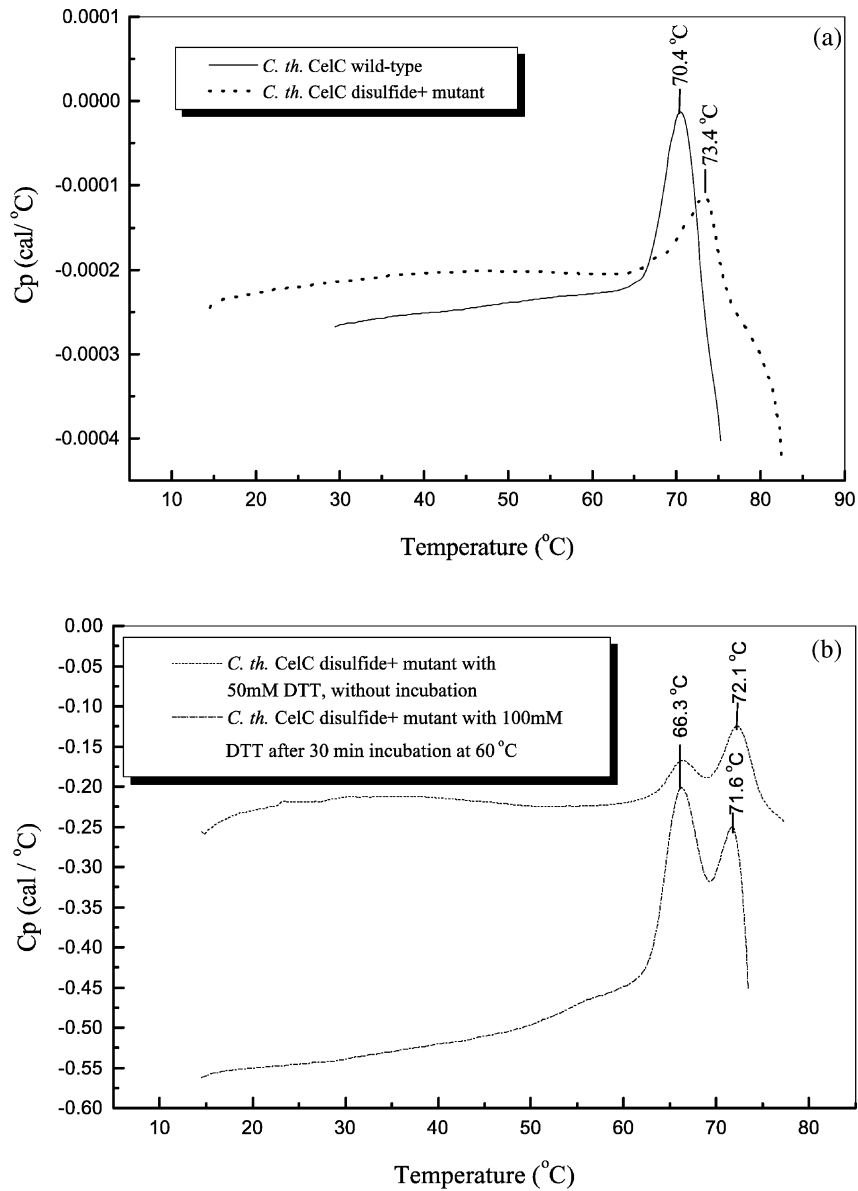 (a)
C. th. CelC wild-type
C. th. CelC disulfide+ mutant
70.4 °C
73.4 °C
0.0001
0.0000
-0.0001
-0.0002
-0.0003
-0.0004
Cp (cal/ °C)
10 20 30 40 50 60 70 80 90
Temperature (°C)
(b)
C. th. CelC disulfide+ mutant with
50mM DTT, without incubation
C. th. CelC disulfide+ mutant with 100mM
DTT after 30 min incubation at 60 °C
66.3 °C
72.1 °C
71.6 °C
0.00
-0.05
-0.10
-0.15
-0.20
-0.25
-0.30
-0.35
-0.40
-0.45
-0.50
-0.55
-0.60
Cp (cal / °C)
10 20 30 40 50 60 70 80
Temperature (°C)